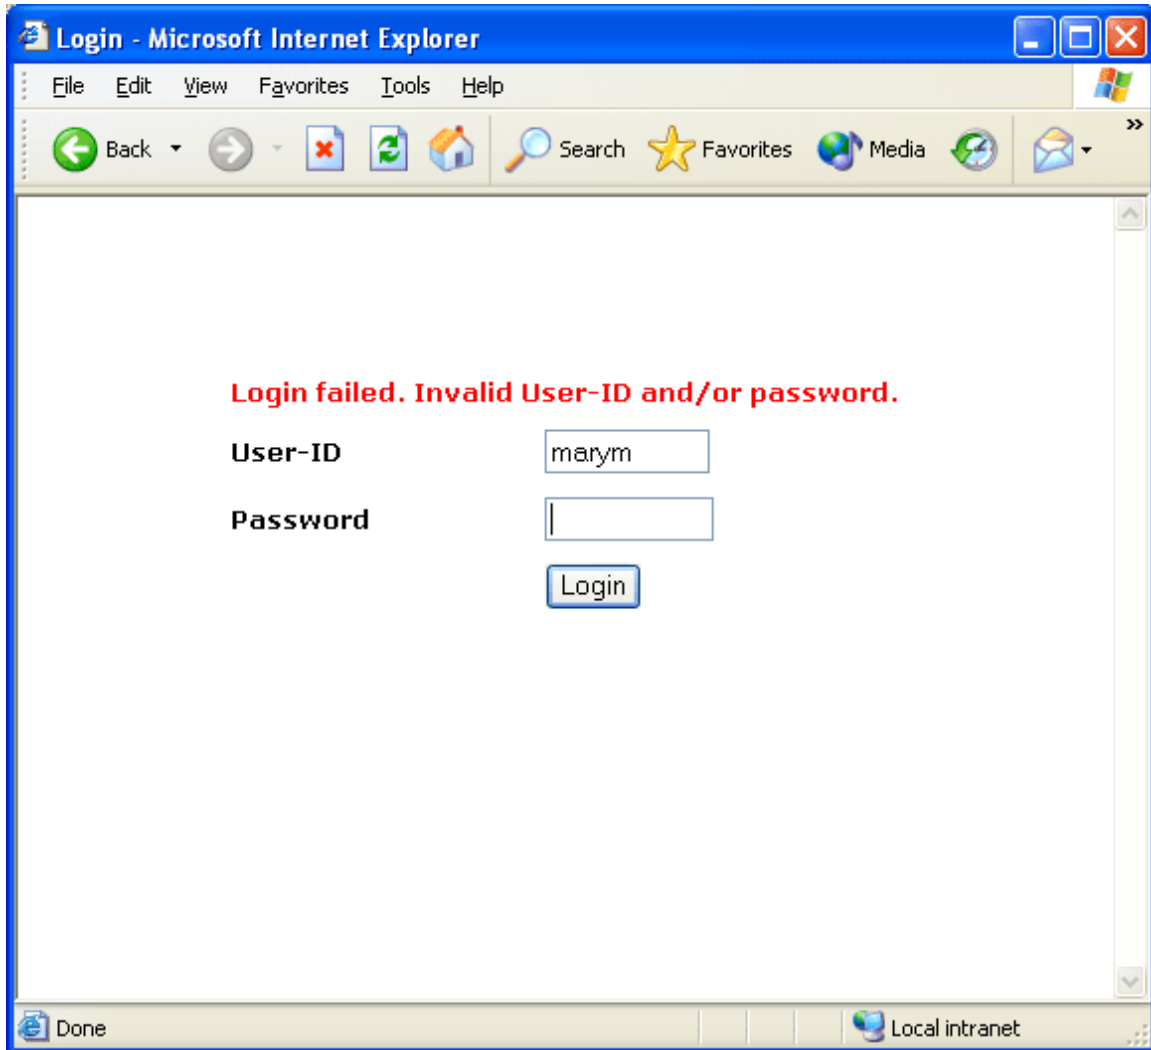 Login - Microsoft Internet Explorer
File Edit View Favorites Tools Help
Back Search Favorites Media »
Login failed. Invalid User-ID and/or password.
User-ID marym
Password
Login
Done Local intranet